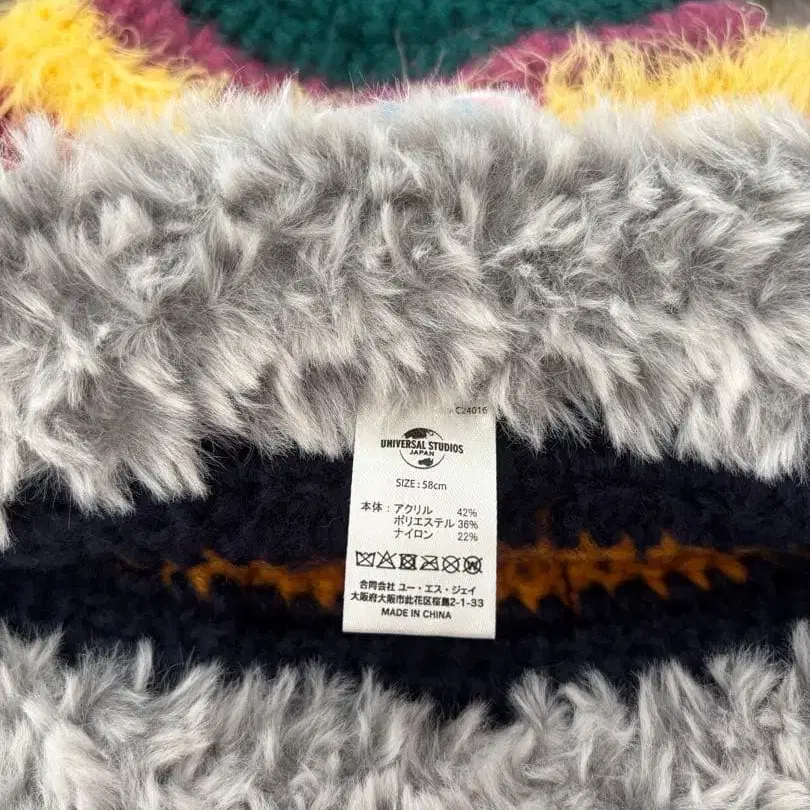 C24016
UNIVERSAL STUDIOS
JAPAN
SIZE:58cm
本体:アクリル 42%
ポリエステル 36%
ナイロン 22%
合同会社 ユー・エス・ジェイ
大阪府大阪市此花区桜島2-1-33
MADE IN CHINA